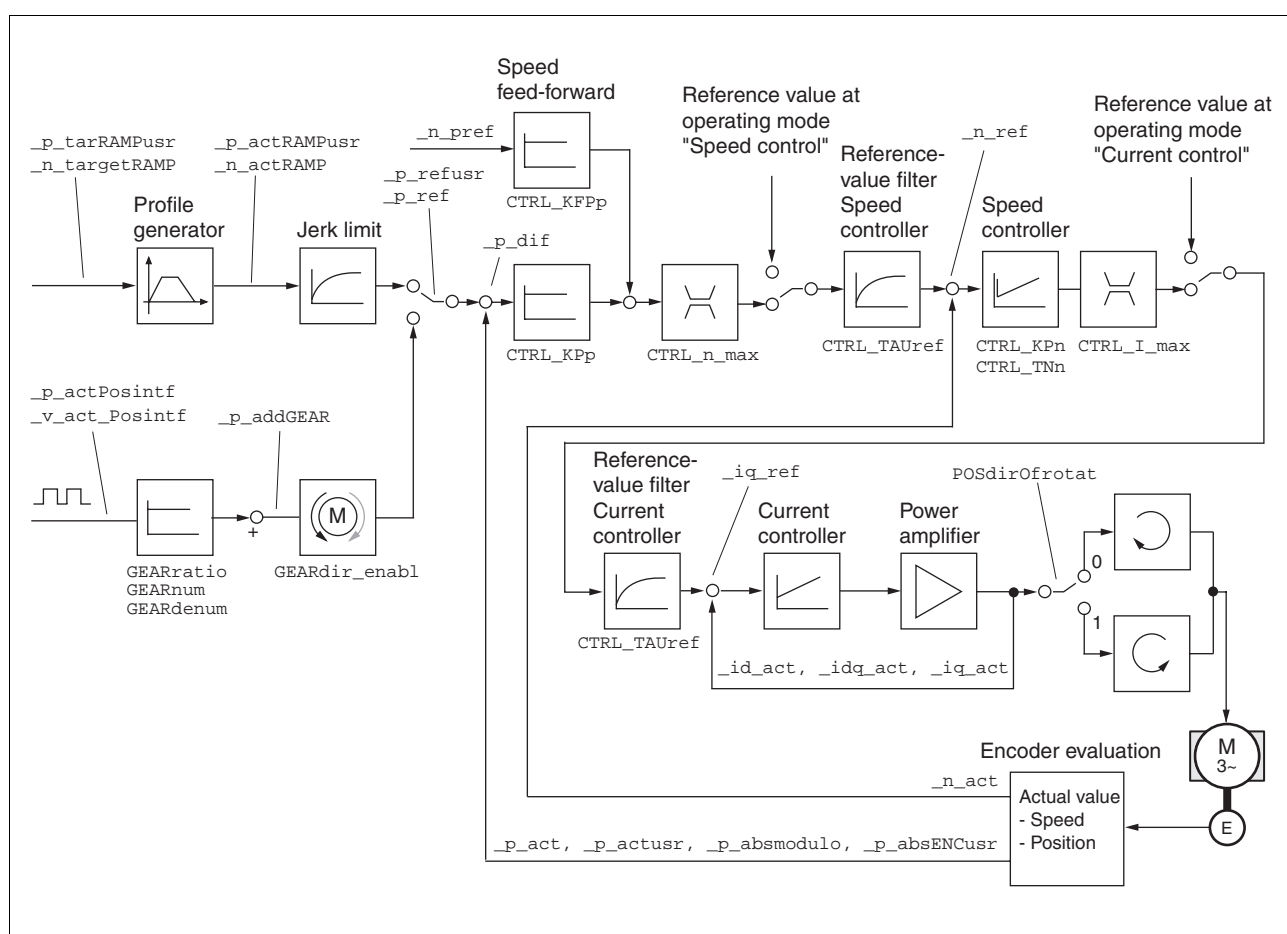 Speed
feed-forward
_n_pref
CTRL_KFPp
Reference value at
operating mode
"Speed control"
Reference value at
operating mode
"Current control"
_p_tarRAMPusr
_n_targetRAMP
_p_actRAMPusr
_n_actRAMP
_p_refusr
_p_ref
_n_ref
Reference-
value filter
Speed
controller
Profile
generator
Jerk limit
_p_dif
Speed
controller
CTRL_KPp
CTRL_n_max
CTRL_TAUref
CTRL_KPn
CTRL_TNn
CTRL_I_max
_p_actPosintf
_v_act_Posintf
_p_addGEAR
+
M
GEARratio
GEARnum
GEARdenum
GEARdir_enabl
Reference-
value filter
Current
controller
_iq_ref
Current
controller
Power
amplifier
POSdirOfrotat
0
1
CTRL_TAUref
_id_act, _idq_act, _iq_act
M
3~
E
Encoder evaluation
Actual value
- Speed
- Position
_n_act
_p_act, _p_actusr, _p_absmodulo, _p_absENCusr